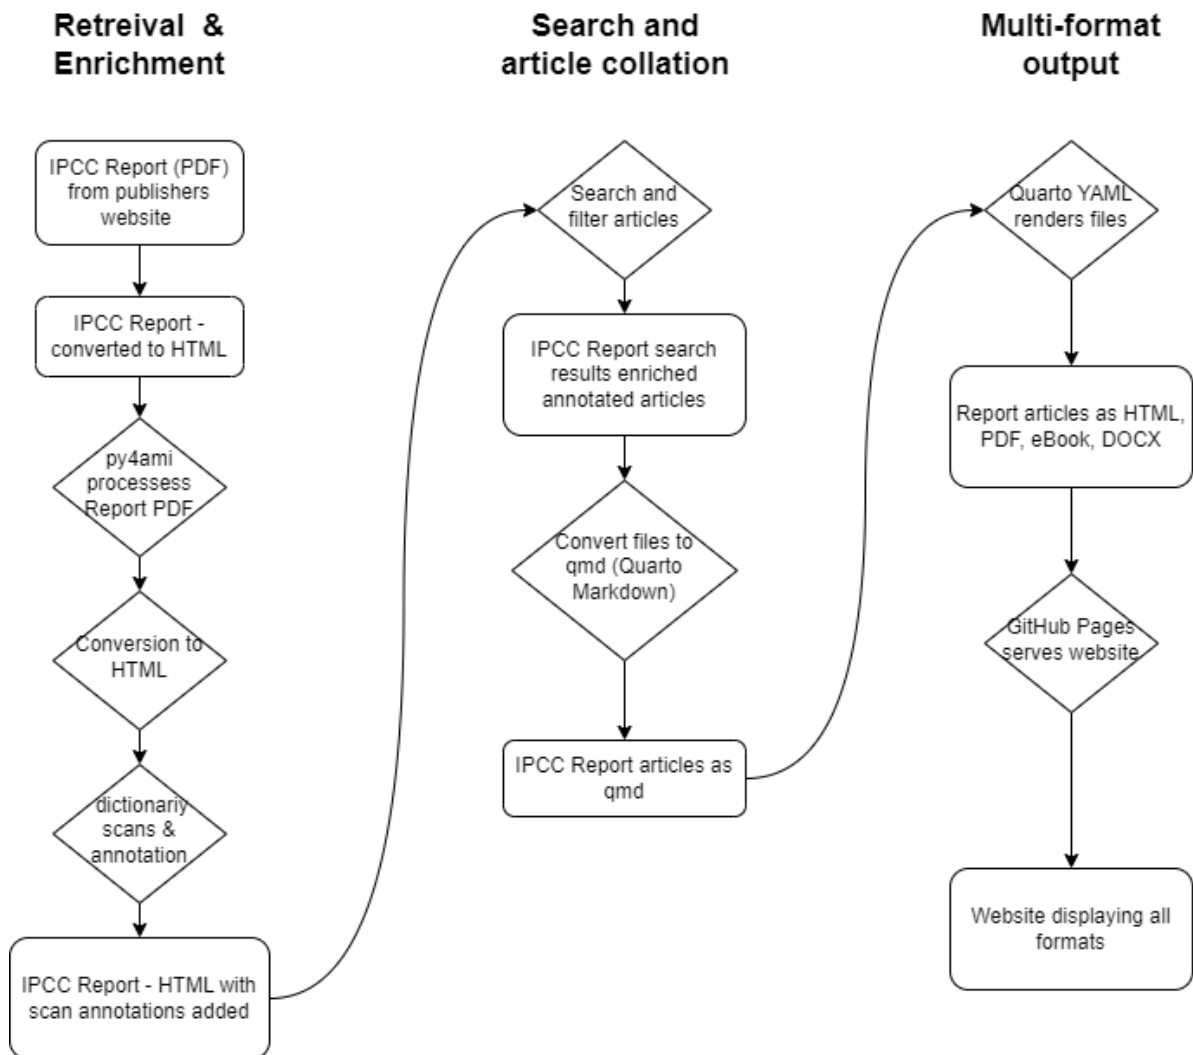 Retreival &
Enrichment
IPCC Report (PDF)
from publishers
website
IPCC Report -
converted to HTML
py4ami
processess
Report PDF
Conversion to
HTML
dictionariy
scans &
annotation
IPCC Report - HTML with
scan annotations added
Search and
article collation
Search and
filter articles
IPCC Report search
results enriched
annotated articles
Convert files to
qmd (Quarto
Markdown)
IPCC Report articles as
qmd
Multi-format
output
Quarto YAML
renders files
Report articles as HTML,
PDF, eBook, DOCX
GitHub Pages
serves website
Website displaying all
formats